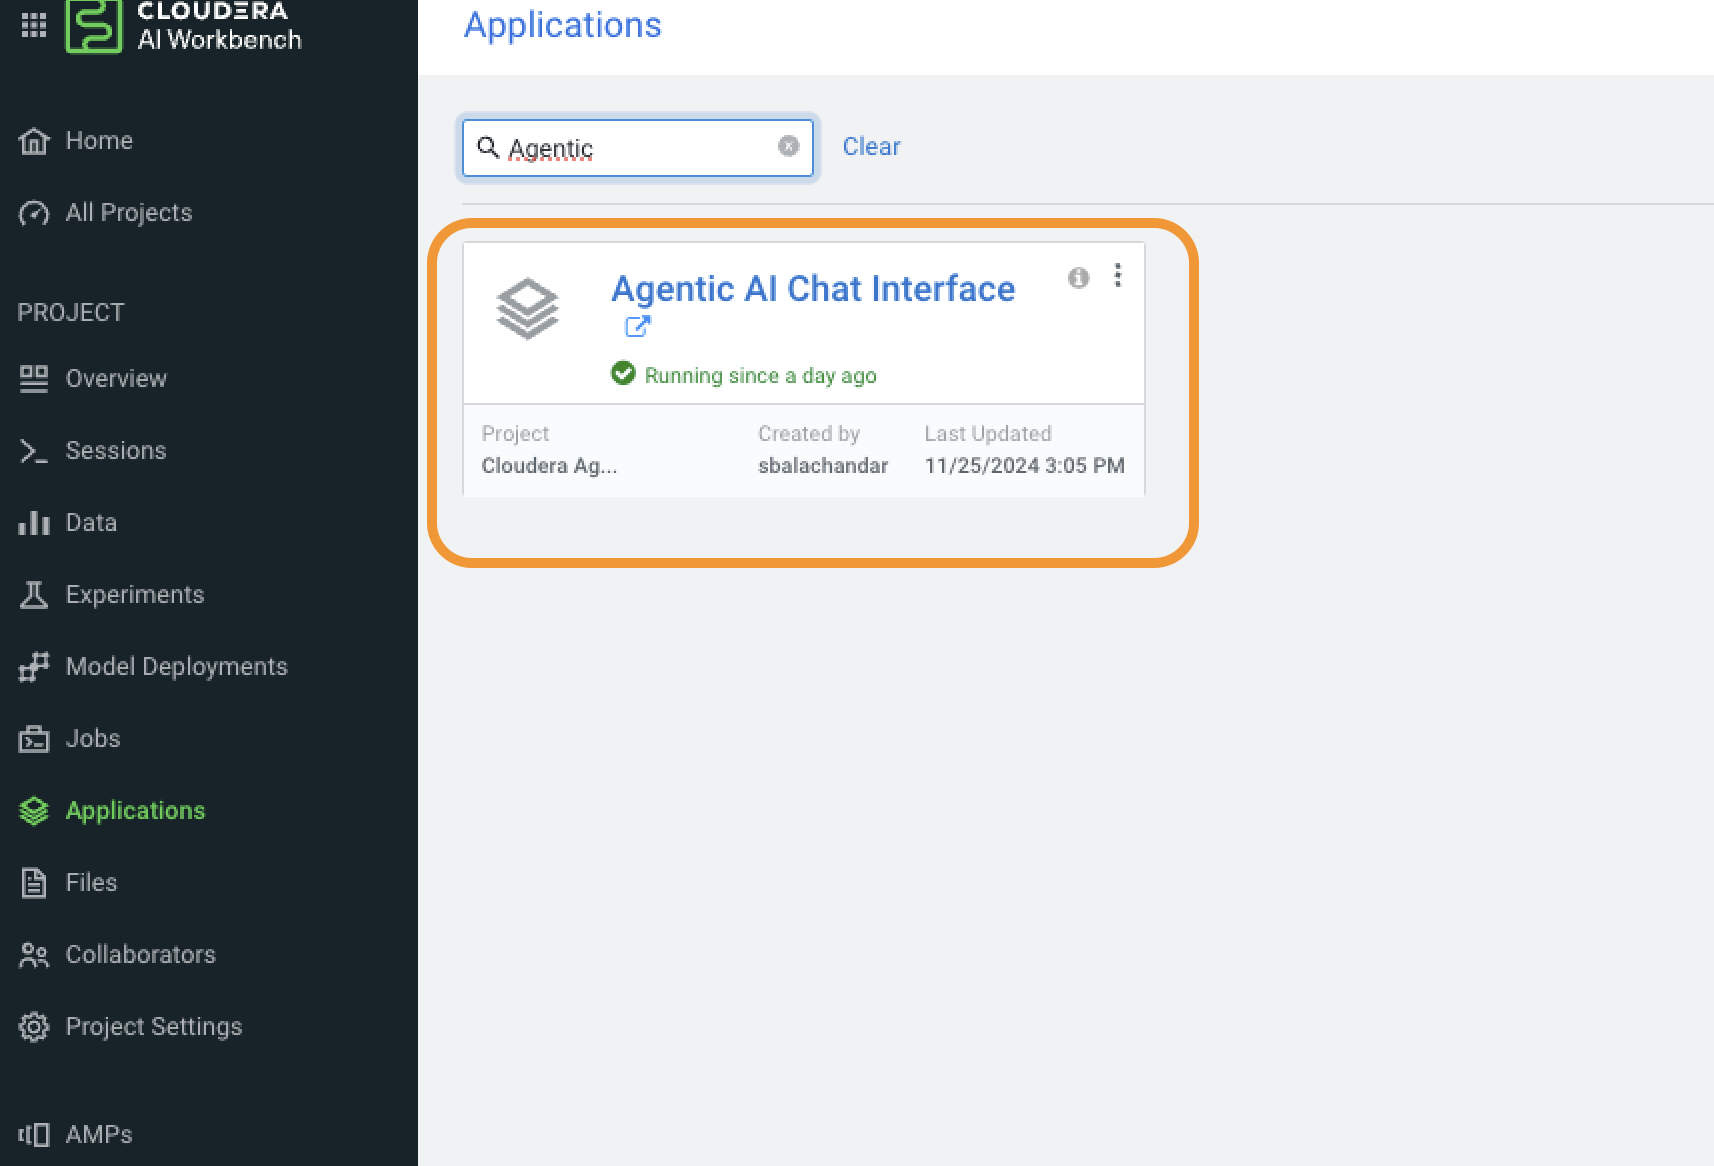 CLOUDERA
AI Workbench
Home
All Projects
PROJECT
Overview
Sessions
Data
Experiments
Model Deployments
Jobs
Applications
Files
Collaborators
Project Settings
AMPs
Applications
Agentic
Clear
Agentic AI Chat Interface
Running since a day ago
Project
Cloudera Ag...
Created by
sbalachandar
Last Updated
11/25/2024 3:05 PM